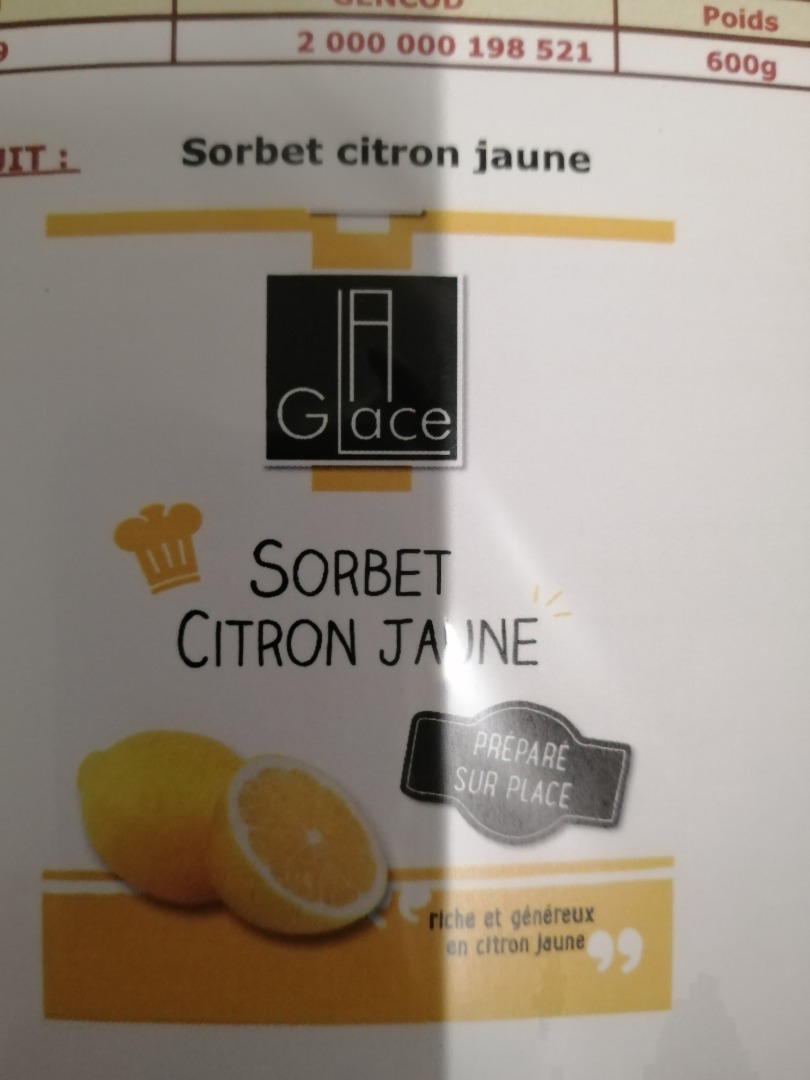 GENCOD
Poids
9
2 000 000 198 521
600g
UIT :
Sorbet citron jaune
LA
Glace
SORBET
CITRON JAUNE
PRÉPARÉ
SUR PLACE
riche et généreux
en citron jaune ”